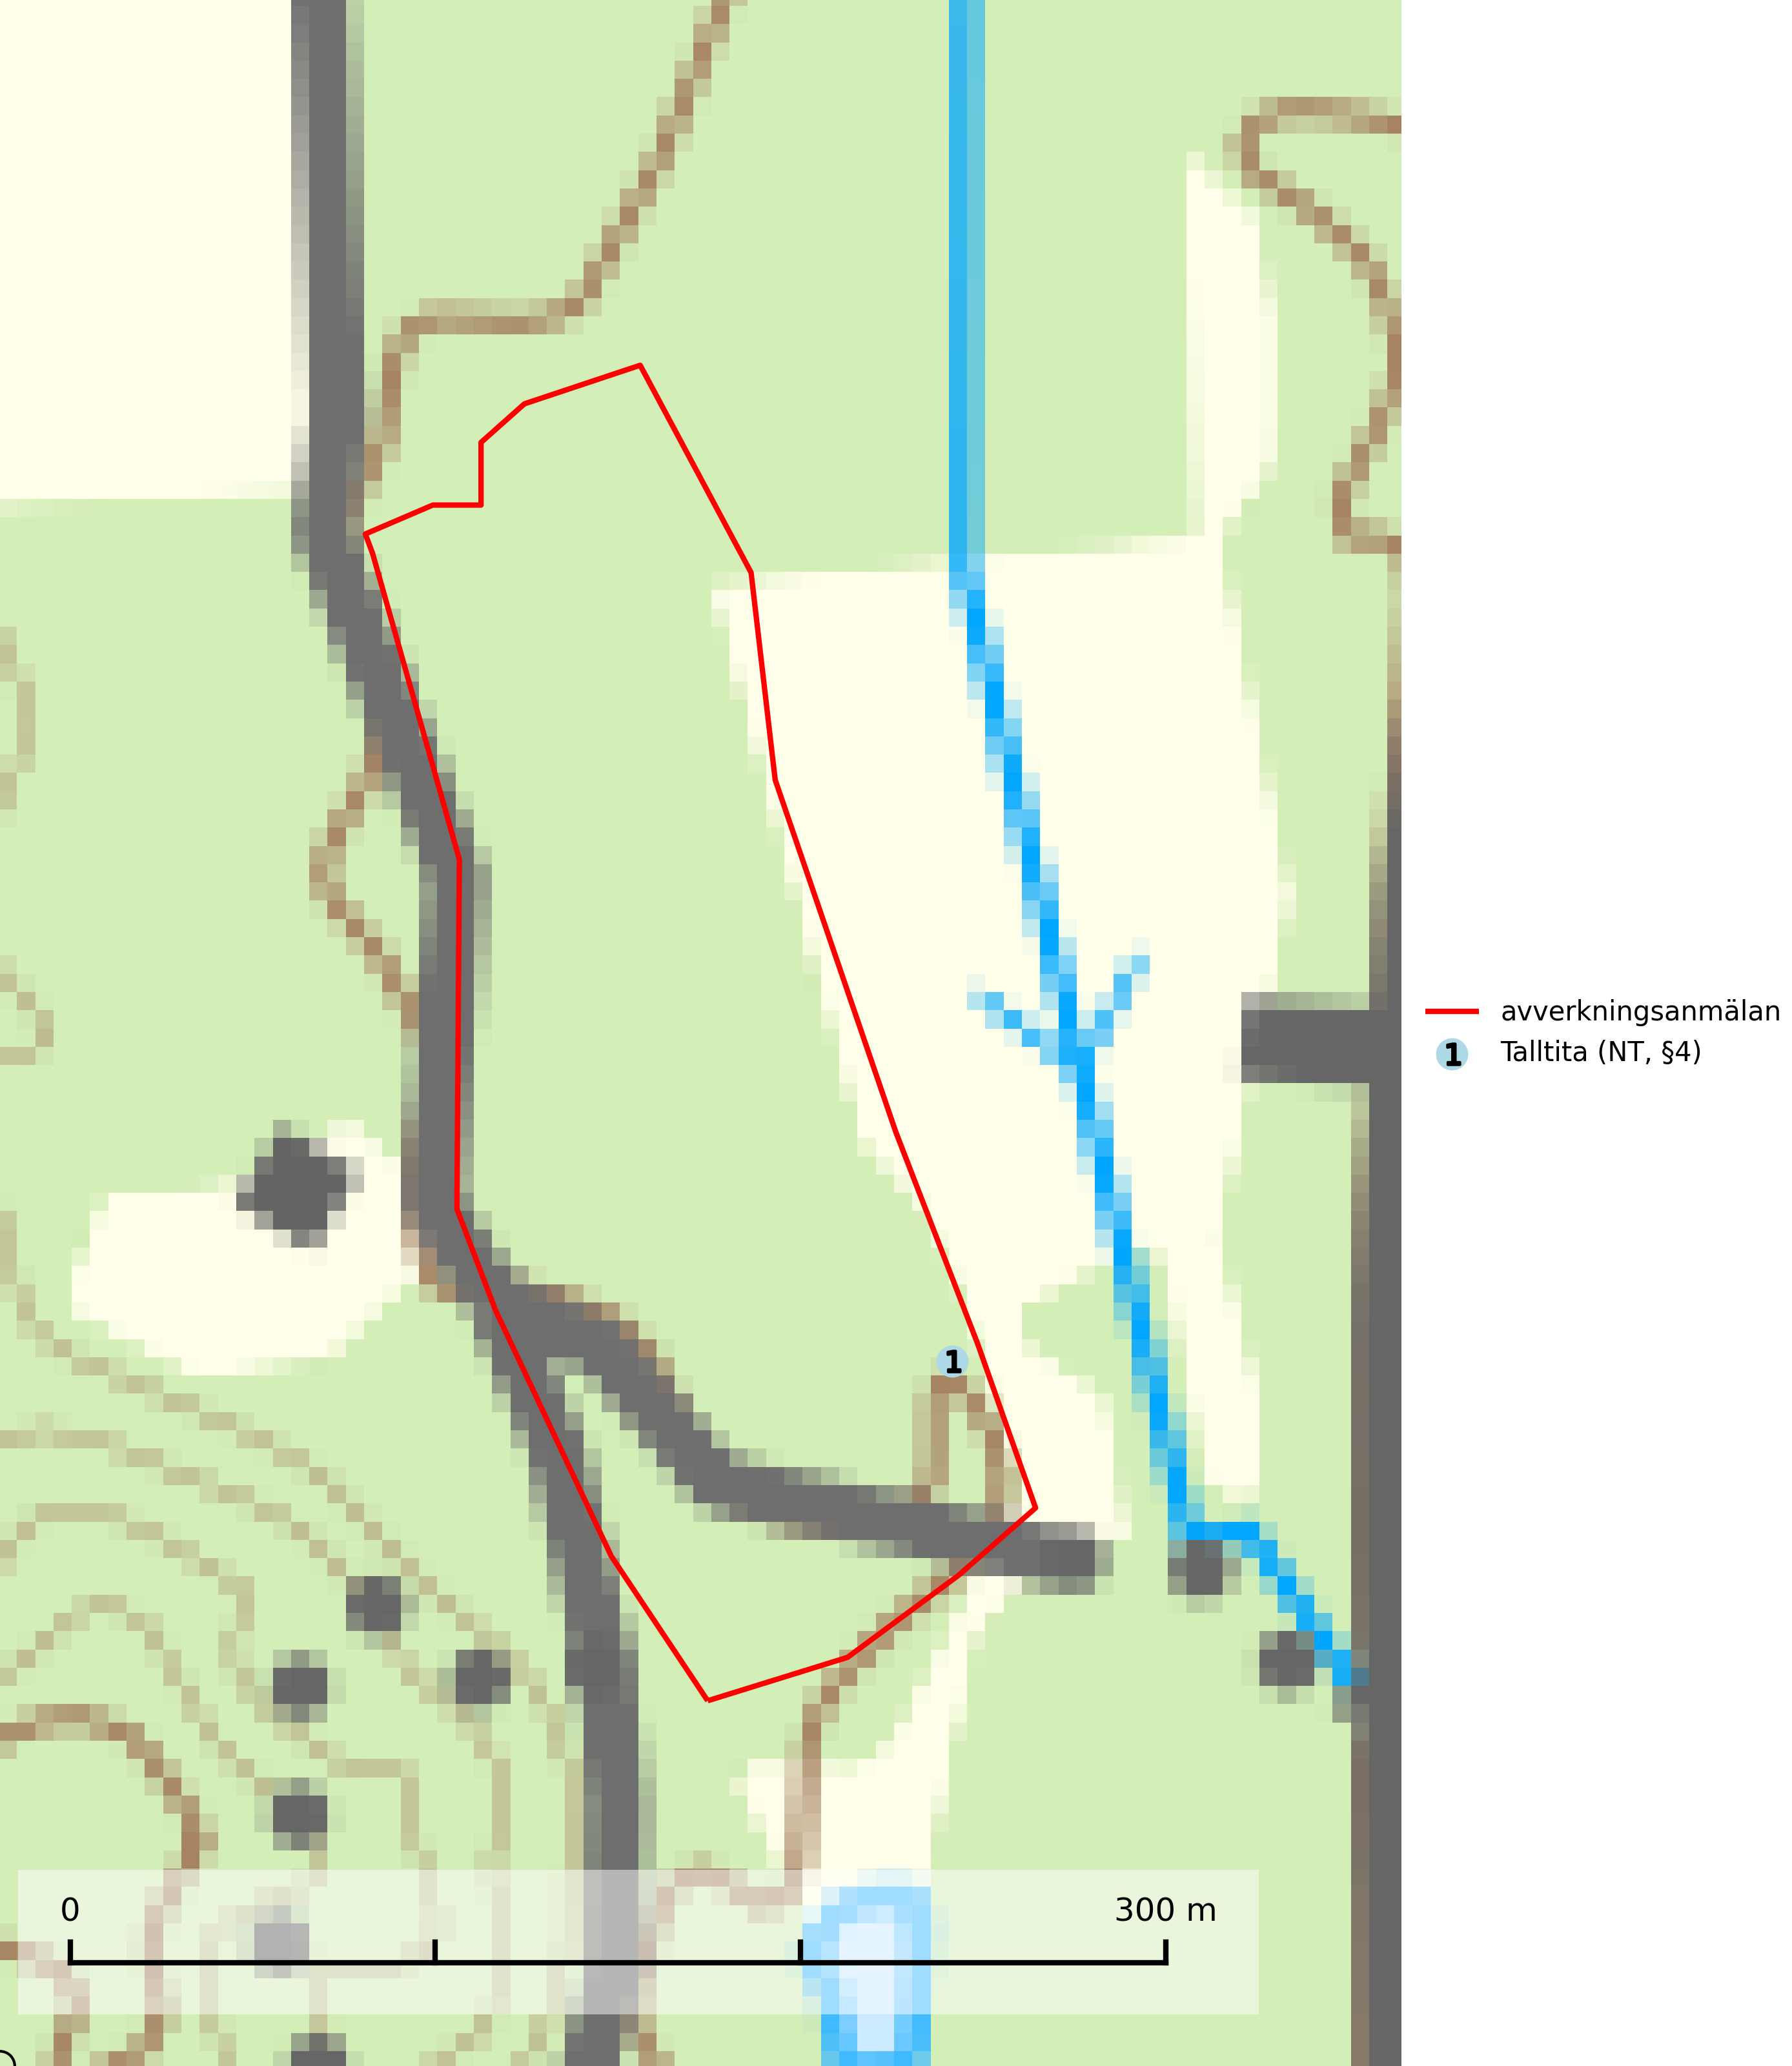 1
avverkningsanmälan
1 Talltita (NT, §4)
0 300 m